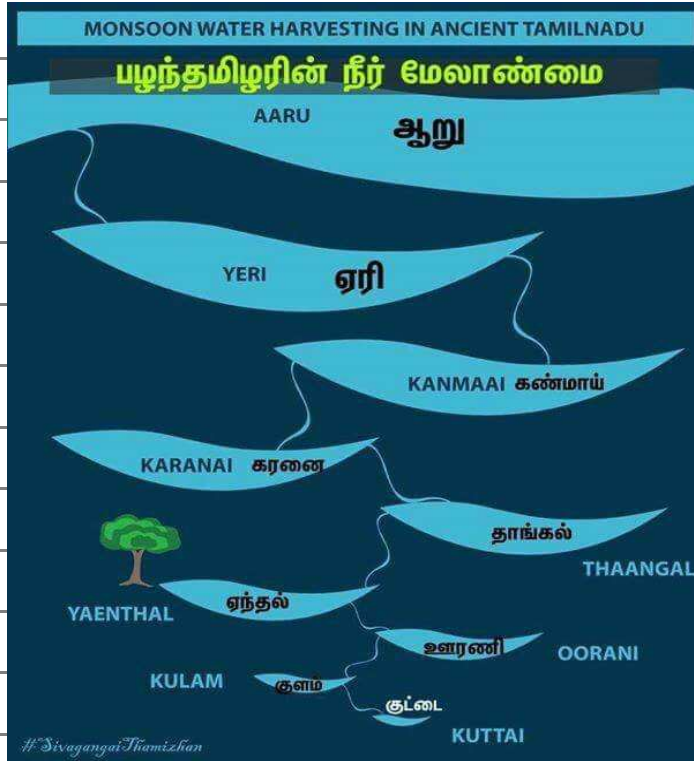 MONSOON WATER HARVESTING IN ANCIENT TAMILNADU
பழந்தமிழரின் நீர் மேலாண்மை
AARU ஆறு
YERI ஏரி
KANMAAI கண்மாய்
KARANAI கரனை
தாங்கல்
THAANGAL
ஏந்தல்
YAENTHAL
ஊரணி
OORANI
KULAM குளம்
குட்டை
KUTTAI
#SivagangaiThamizhan